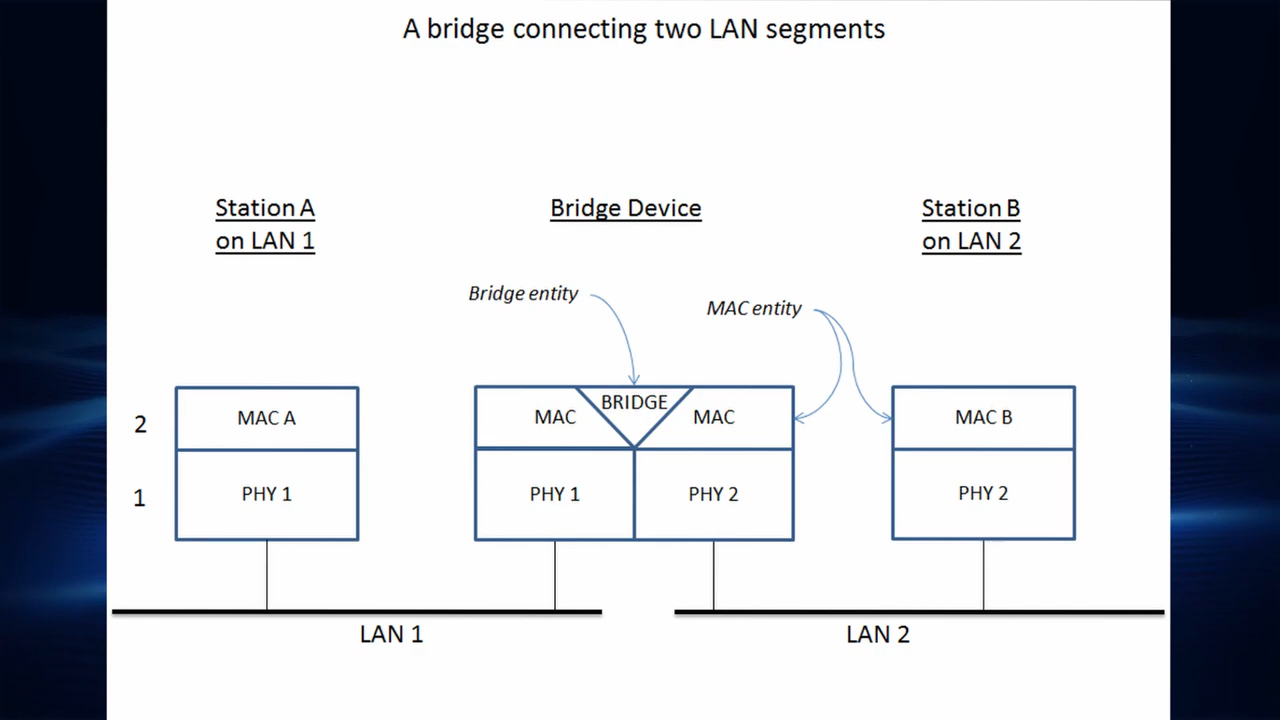 A bridge connecting two LAN segments
Station A
on LAN 1
Bridge Device
Station B
on LAN 2
Bridge entity
MAC entity
2
MAC A
MAC
BRIDGE
MAC
MAC B
1
PHY 1
PHY 1
PHY 2
PHY 2
LAN 1
LAN 2